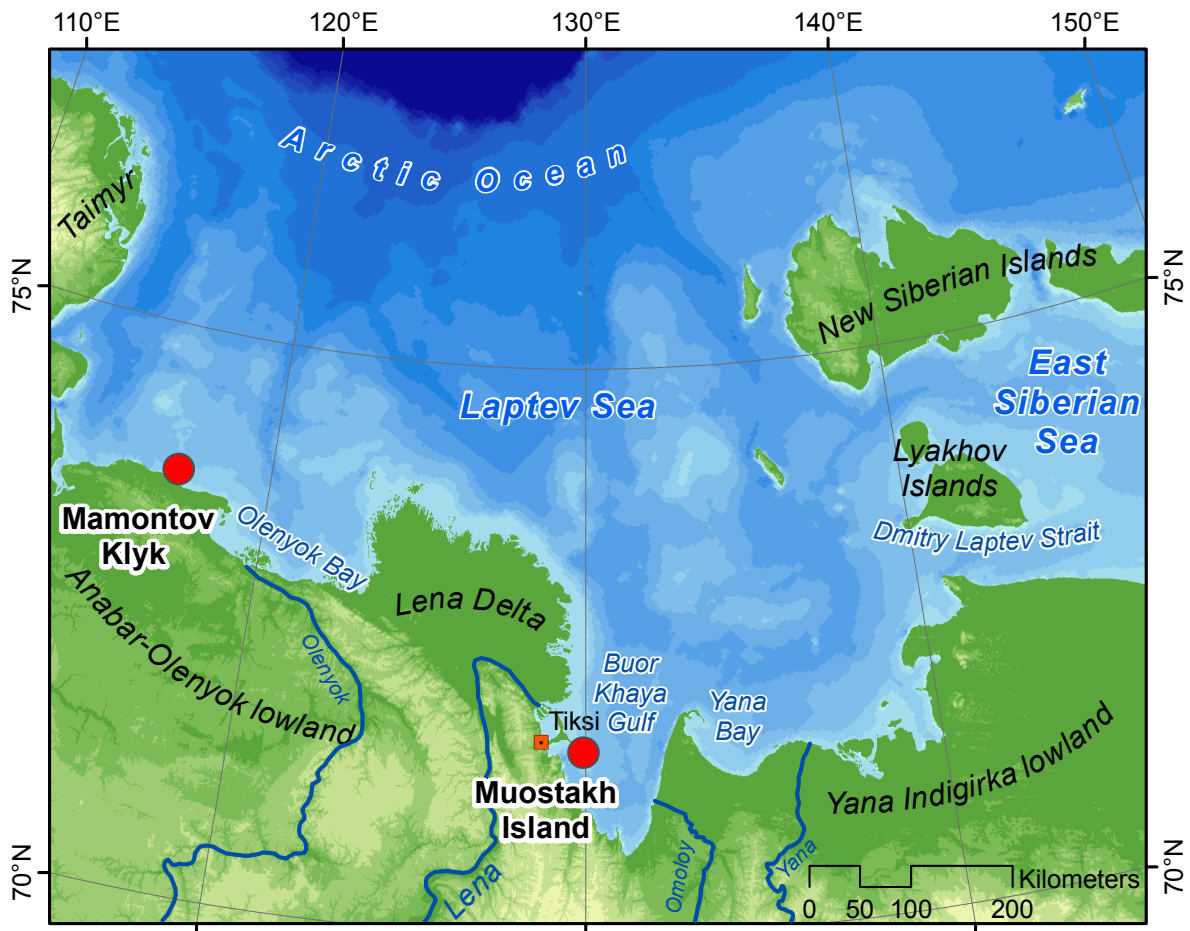 110°E 120°E 130°E 140°E 150°E
Arctic Ocean
Taimyr
75°N
75°N
New Siberian Islands
East
Siberian
Sea
Laptev Sea
Lyakhov
Islands
Mamontov
Klyk
Olenyok Bay
Dmitry Laptev Strait
Anabar-Olenyok lowland
Lena Delta
Olenyok
Buor
Khaya
Gulf
Yana
Bay
Tiksi
Muostakh
Island
Yana Indigirka lowland
70°N
70°N
Lena
Omoloy
Yana
Kilometers
0 50 100 200